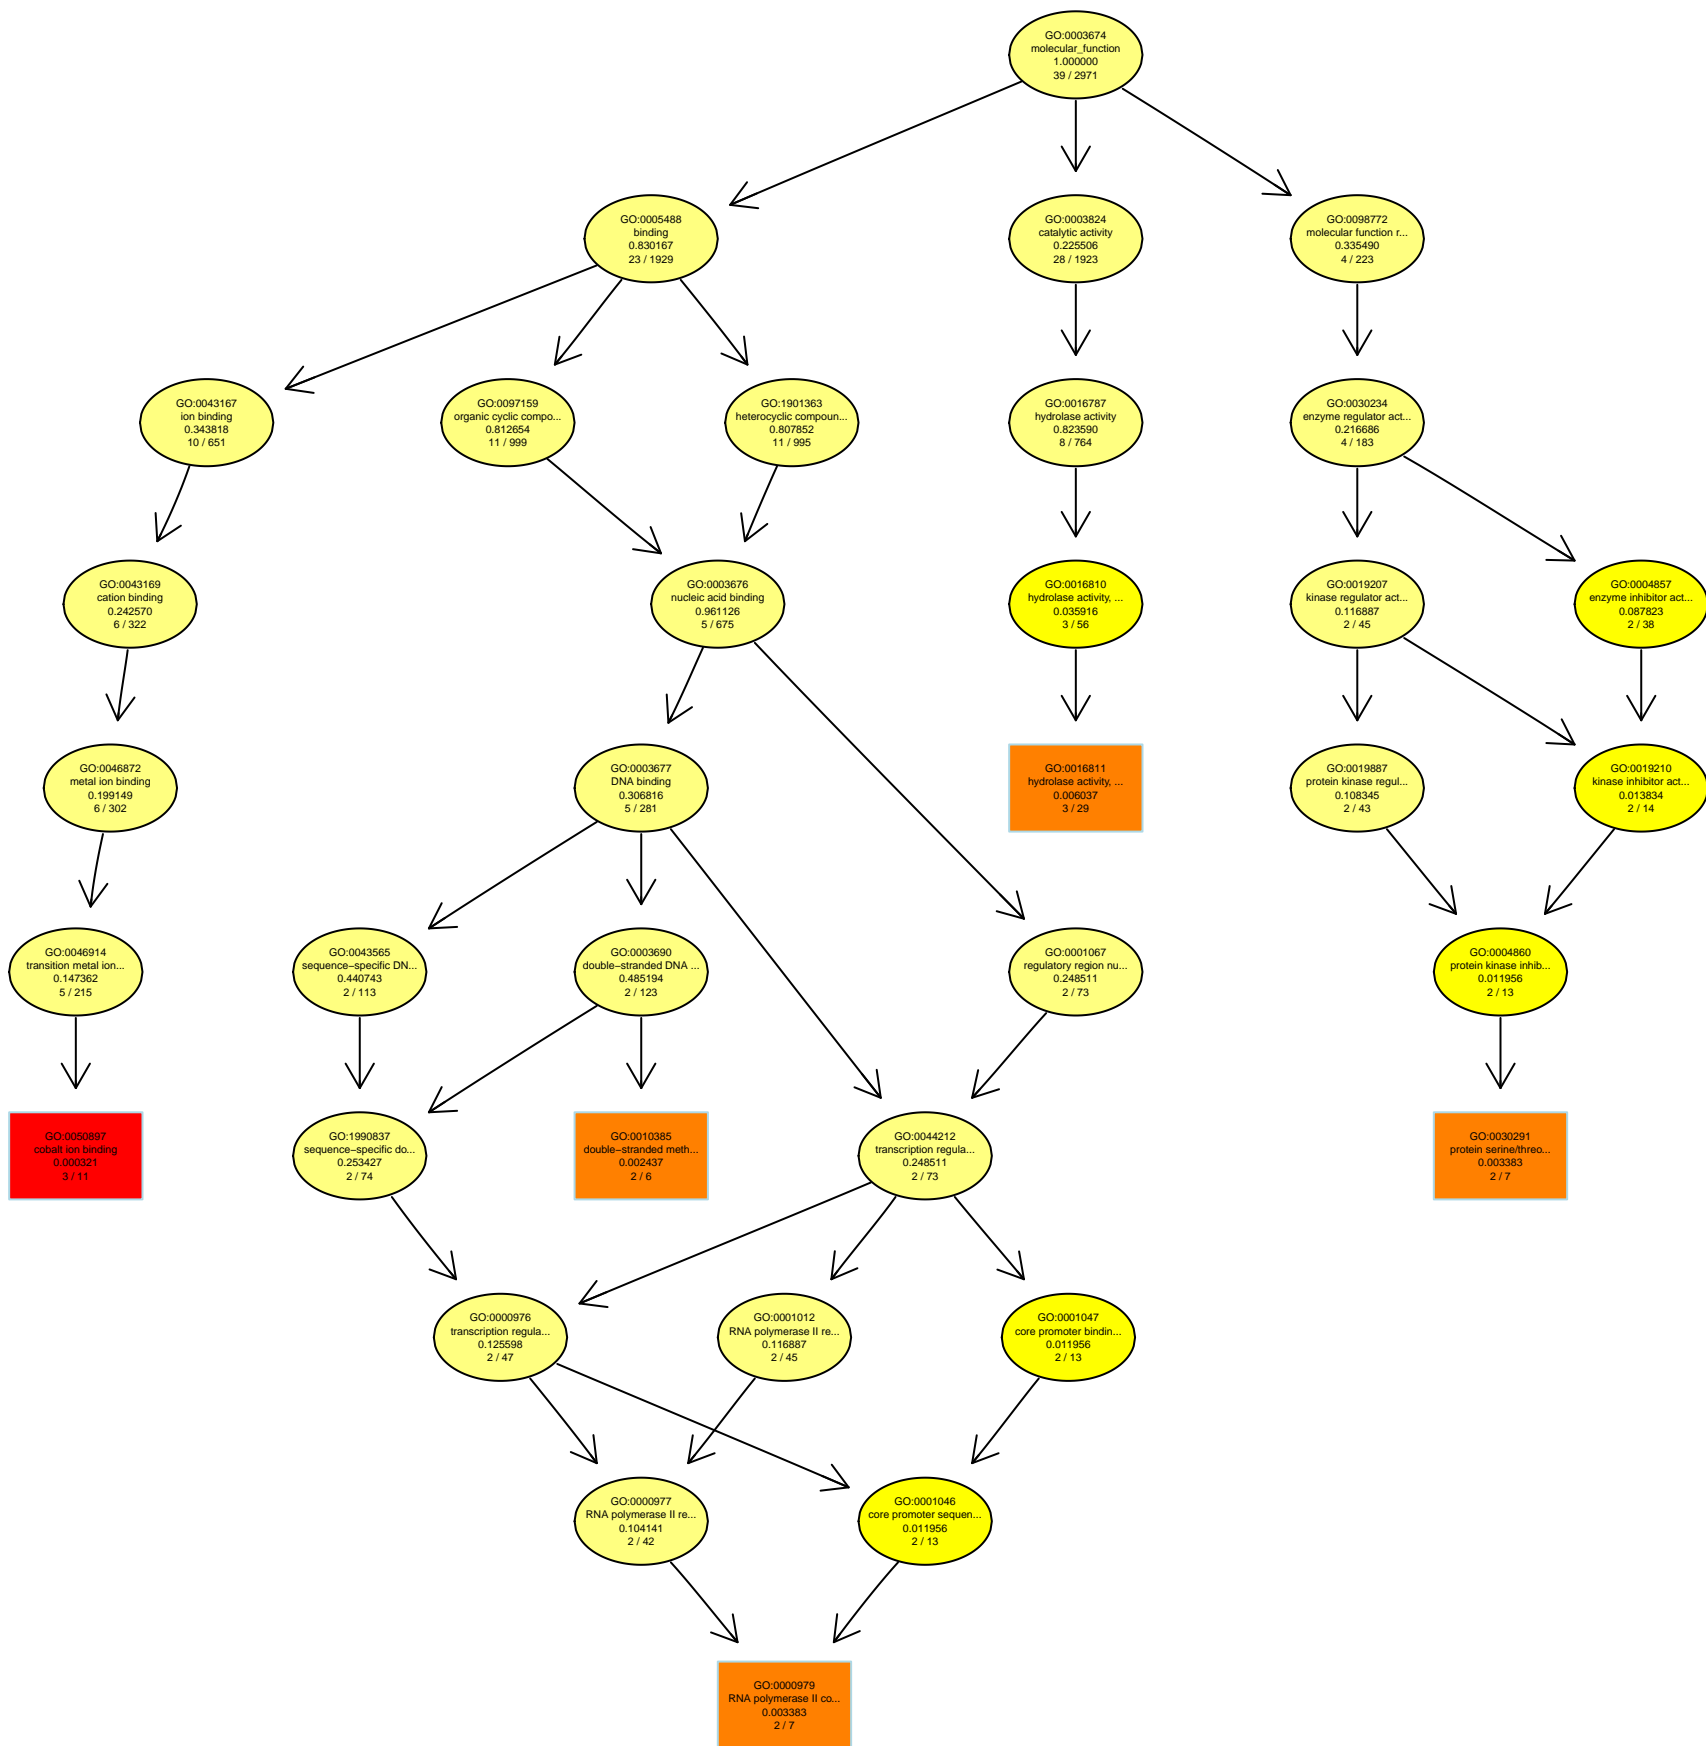 GO:0003674
molecular_function
1.000000
39 / 2971
GO:0005488
binding
0.830167
23 / 1929
GO:0003824
catalytic activity
0.225506
28 / 1923
GO:0098772
molecular function r...
0.335490
4 / 223
GO:0043167
ion binding
0.343818
10 / 651
GO:0097159
organic cyclic compo...
0.812654
11 / 999
GO:1901363
heterocyclic compoun...
0.807852
11 / 995
GO:0016787
hydrolase activity
0.823590
8 / 764
GO:0030234
enzyme regulator act...
0.216686
4 / 183
GO:0043169
cation binding
0.242570
6 / 322
GO:0003676
nucleic acid binding
0.961126
5 / 675
GO:0016810
hydrolase activity, ...
0.035916
3 / 56
GO:0019207
kinase regulator act...
0.116887
2 / 45
GO:0004857
enzyme inhibitor act...
0.087823
2 / 38
GO:0046872
metal ion binding
0.199149
6 / 302
GO:0003677
DNA binding
0.306816
5 / 281
GO:0016811
hydrolase activity, ...
0.006037
3 / 29
GO:0019887
protein kinase regul...
0.108345
2 / 43
GO:0019210
kinase inhibitor act...
0.013834
2 / 14
GO:0046914
transition metal ion...
0.147362
5 / 215
GO:0043565
sequence−specific DN...
0.440743
2 / 113
GO:0003690
double−stranded DNA ...
0.485194
2 / 123
GO:0001067
regulatory region nu...
0.248511
2 / 73
GO:0004860
protein kinase inhib...
0.011956
2 / 13
GO:0050897
cobalt ion binding
0.000321
3 / 11
GO:1990837
sequence−specific do...
0.253427
2 / 74
GO:0010385
double−stranded meth...
0.002437
2 / 6
GO:0044212
transcription regula...
0.248511
2 / 73
GO:0030291
protein serine/threo...
0.003383
2 / 7
GO:0000976
transcription regula...
0.125598
2 / 47
GO:0001012
RNA polymerase II re...
0.116887
2 / 45
GO:0001047
core promoter bindin...
0.011956
2 / 13
GO:0000977
RNA polymerase II re...
0.104141
2 / 42
GO:0001046
core promoter sequen...
0.011956
2 / 13
GO:0000979
RNA polymerase II co...
0.003383
2 / 7